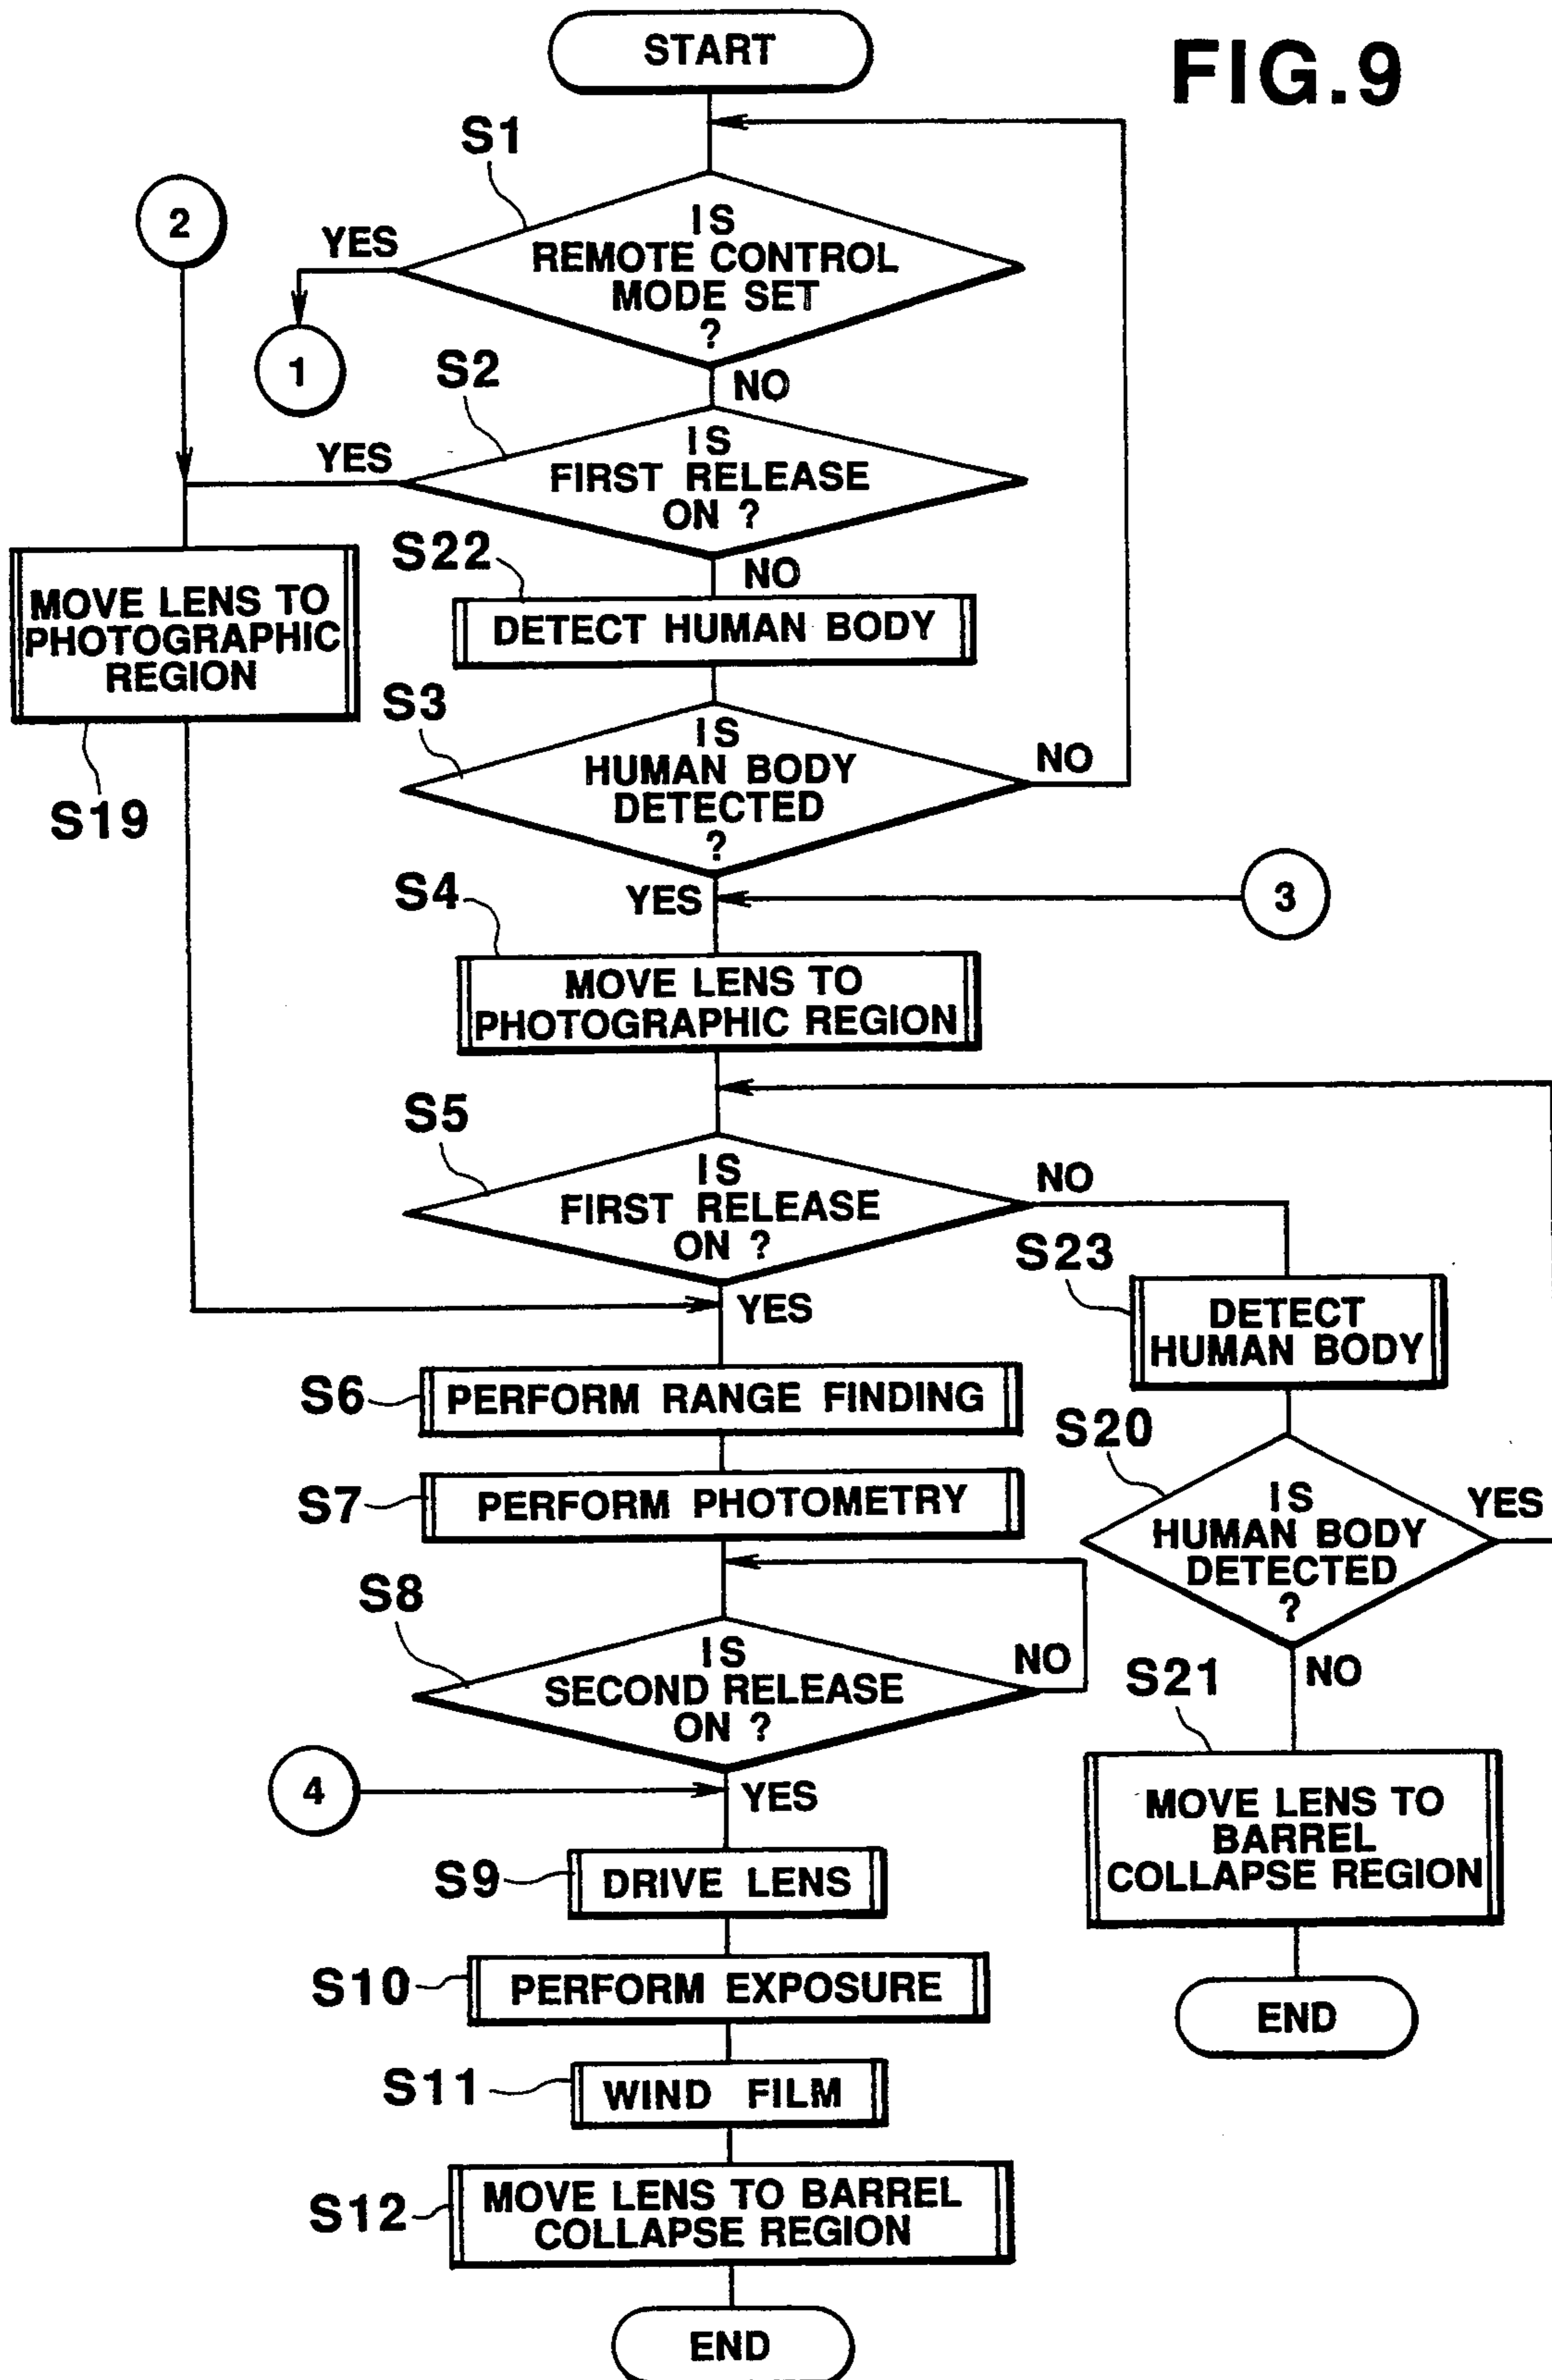 START
FIG.9
S1
2
YES
IS
REMOTE CONTROL
MODE SET
?
1
NO
S2
YES
IS
FIRST RELEASE
ON ?
S22
NO
DETECT HUMAN BODY
MOVE LENS TO
PHOTOGRAPHIC
REGION
S19
S3
IS
HUMAN BODY
DETECTED
?
NO
S4
YES
3
MOVE LENS TO
PHOTOGRAPHIC REGION
S5
IS
FIRST RELEASE
ON ?
NO
YES
S23
DETECT
HUMAN BODY
S6
PERFORM RANGE FINDING
S20
IS
HUMAN BODY
DETECTED
?
YES
S7
PERFORM PHOTOMETRY
S8
IS
SECOND RELEASE
ON ?
NO
NO
S21
4
YES
MOVE LENS TO
BARREL
COLLAPSE REGION
S9
DRIVE LENS
S10
PERFORM EXPOSURE
END
S11
WIND FILM
S12
MOVE LENS TO BARREL
COLLAPSE REGION
END